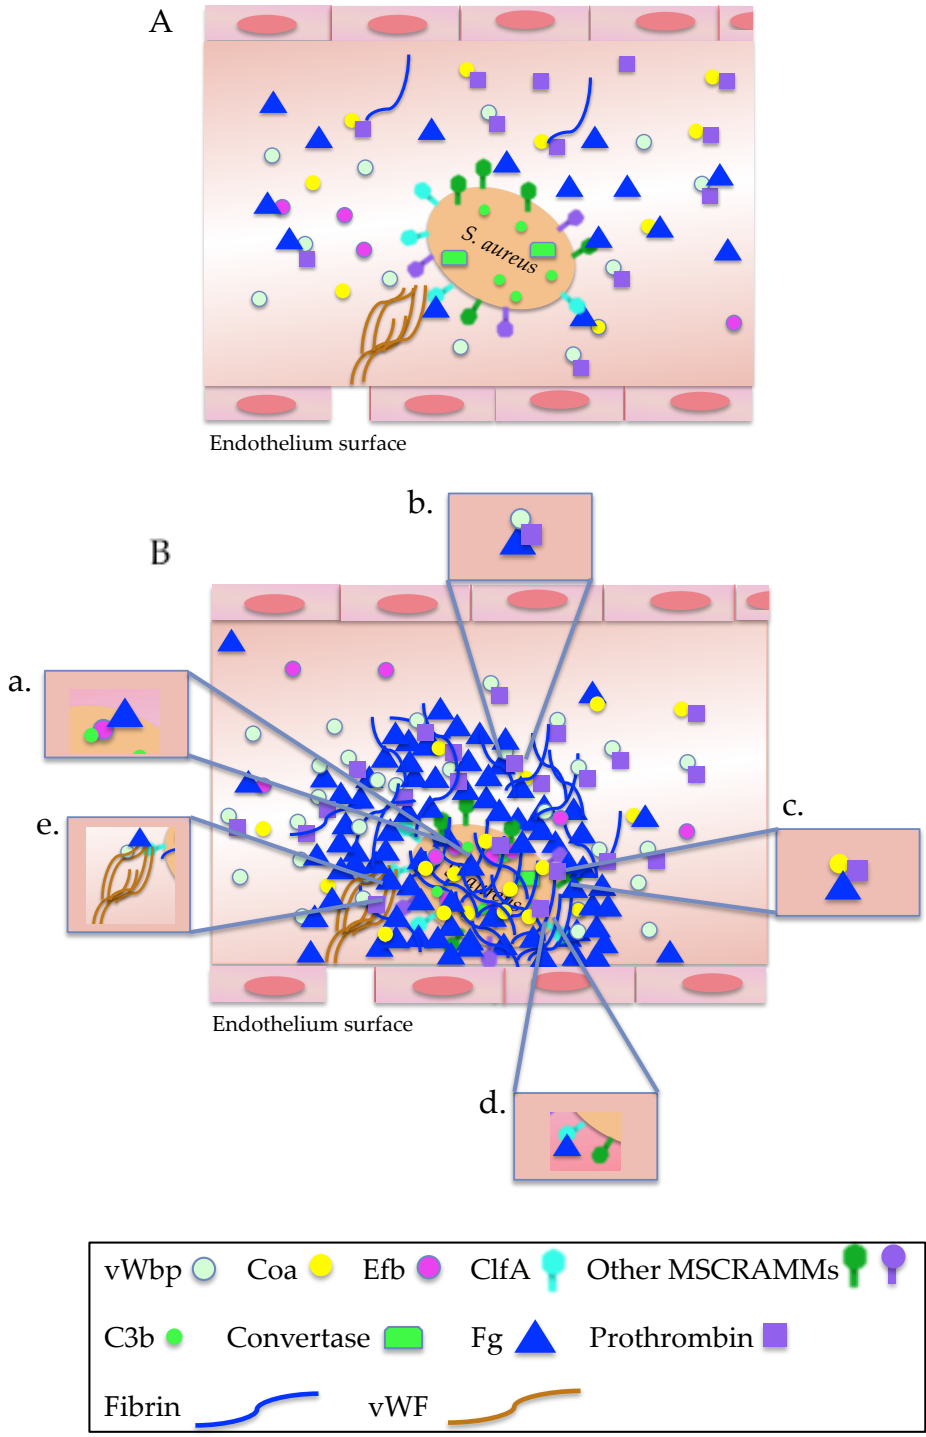 A
S. aureus
Endothelium surface
b.
B
a.
c.
e.
S. aureus
Endothelium surface
d.
vWbp Coa Efb ClfA Other MSCRAMMs
C3b Convertase Fg Prothrombin
Fibrin vWF